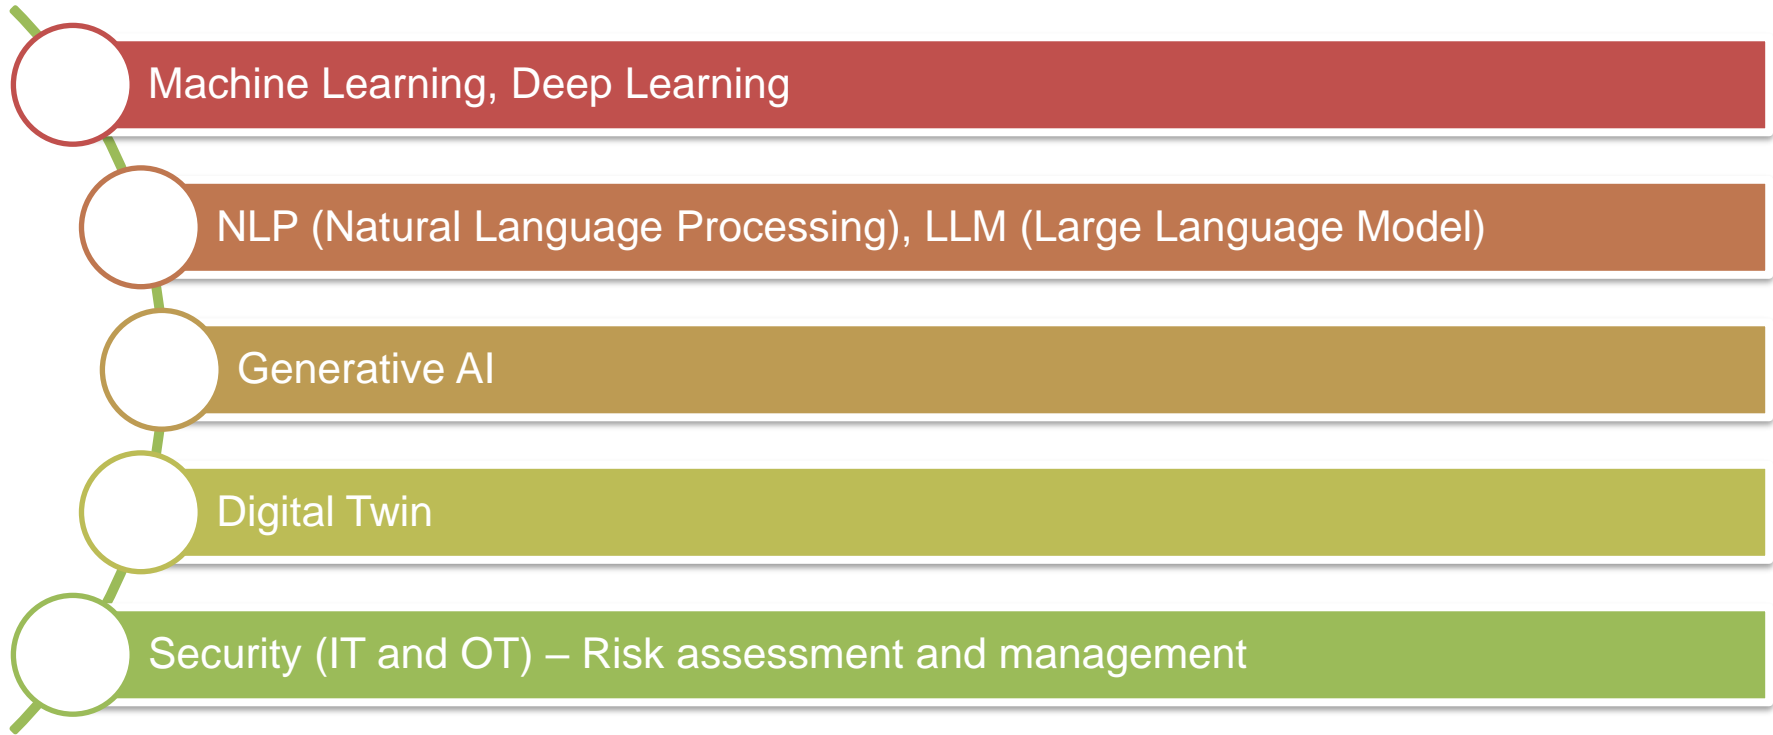 Machine Learning, Deep Learning
NLP (Natural Language Processing), LLM (Large Language Model)
Generative AI
Digital Twin
Security (IT and OT) – Risk assessment and management